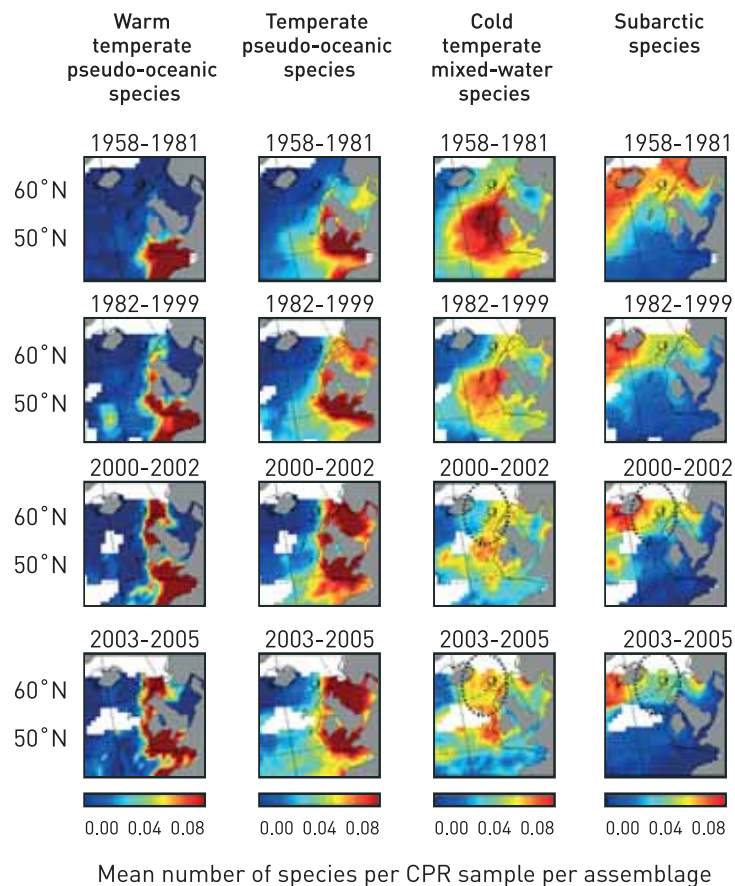 Warm temperate pseudo-oceanic species
Temperate pseudo-oceanic species
Cold temperate mixed-water species
Subarctic species
1958-1981 1958-1981 1958-1981 1958-1981
60˚N
50˚N
1982-1999 1982-1999 1982-1999 1982-1999
60˚N
50˚N
2000-2002 2000-2002 2000-2002 2000-2002
60˚N
50˚N
2003-2005 2003-2005 2003-2005 2003-2005
60˚N
50˚N
0.00 0.04 0.08 0.00 0.04 0.08 0.00 0.04 0.08 0.00 0.04 0.08
Mean number of species per CPR sample per assemblage